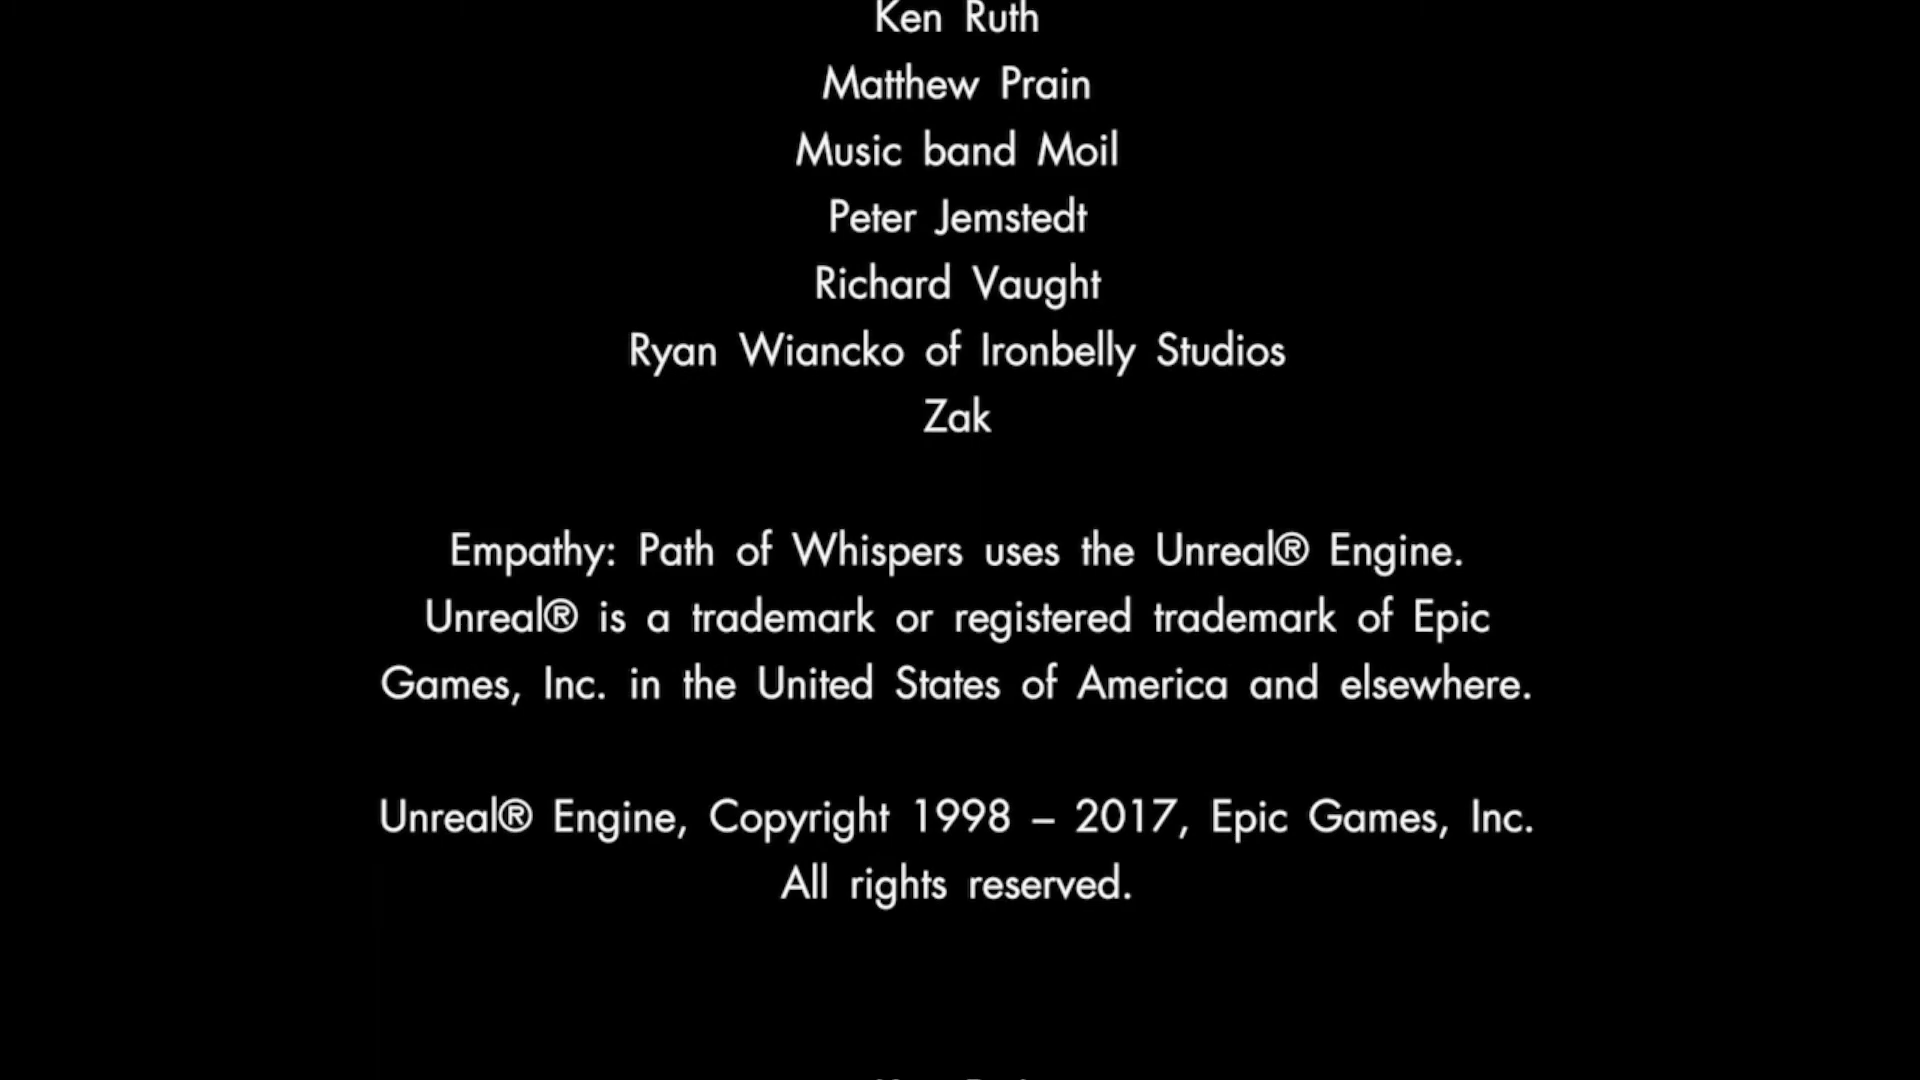 Ken Ruth
Matthew Prain
Music band Moil
Peter Jemstedt
Richard Vaught
Ryan Wiancko of Ironbelly Studios
Zak
Empathy: Path of Whispers uses the Unreal® Engine.
Unreal® is a trademark or registered trademark of Epic
Games, Inc. in the United States of America and elsewhere.
Unreal® Engine, Copyright 1998 – 2017, Epic Games, Inc.
All rights reserved.